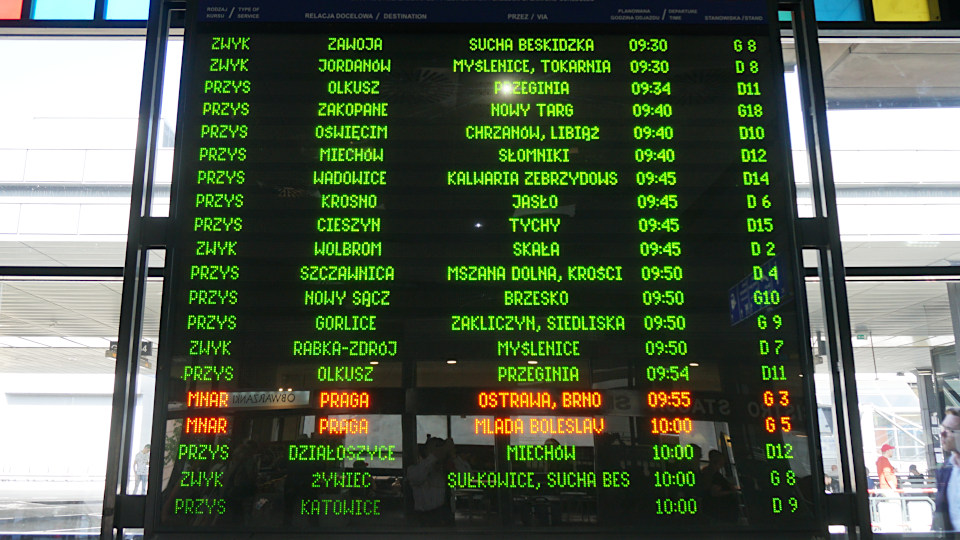 RODZAJ KURSU / TYPE OF SERVICE RELACJA DOCELOWA / DESTINATION PRZEZ / VIA PLANOWANA GODZINA ODJAZDU / DEPARTURE TIME STANOWISKA / STAND
ZWYK ZAWOJA SUCHA BESKIDZKA 09:30 G 8
ZWYK JORDANÓW MYŚLENICE, TOKARNIA 09:30 D 8
PRZYS OLKUSZ PRZEGINIA 09:34 D11
PRZYS ZAKOPANE NOWY TARG 09:40 G18
PRZYS OŚWIĘCIM CHRZANÓW, LIBIĄŻ 09:40 D10
PRZYS MIECHÓW SŁOMNIKI 09:40 D12
PRZYS WADOWICE KALWARIA ZEBRZYDOWS 09:45 D14
PRZYS KROSNO JASŁO 09:45 D 6
PRZYS CIESZYN TYCHY 09:45 D15
ZWYK WOLBROM SKAŁA 09:45 D 2
PRZYS SZCZAWNICA MSZANA DOLNA, KROŚCI 09:50 D 4
PRZYS NOWY SĄCZ BRZESKO 09:50 G10
PRZYS GORLICE ZAKLICZYN, SIEDLISKA 09:50 G 9
ZWYK RABKA-ZDRÓJ MYŚLENICE 09:50 D 7
PRZYS OLKUSZ PRZEGINIA 09:54 D11
MNAR PRAGA OSTRAWA, BRNO 09:55 G 3
MNAR PRAGA MLADA BOLESLAV 10:00 G 5
PRZYS DZIAŁOSZYCE MIECHÓW 10:00 D12
ZWYK ŻYWIEC SUŁKOWICE, SUCHA BES 10:00 G 8
PRZYS KATOWICE 10:00 D 9